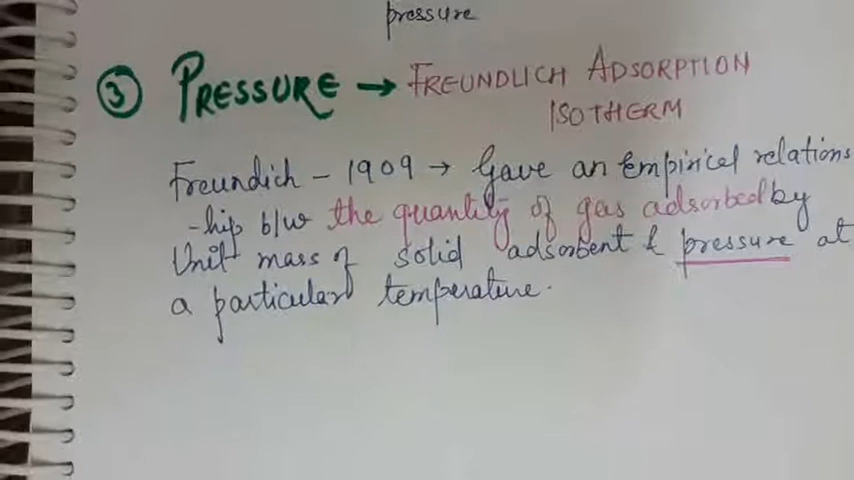 pressure
③ PRESSURE → FREUNDLICH ADSORPTION
ISOTHERM
Freundich - 1909 → Gave an Empirical relations
-hip b/w the quantity of gas adsorbed by
Unit mass of solid adsorbent & pressure at
a particular temperature.